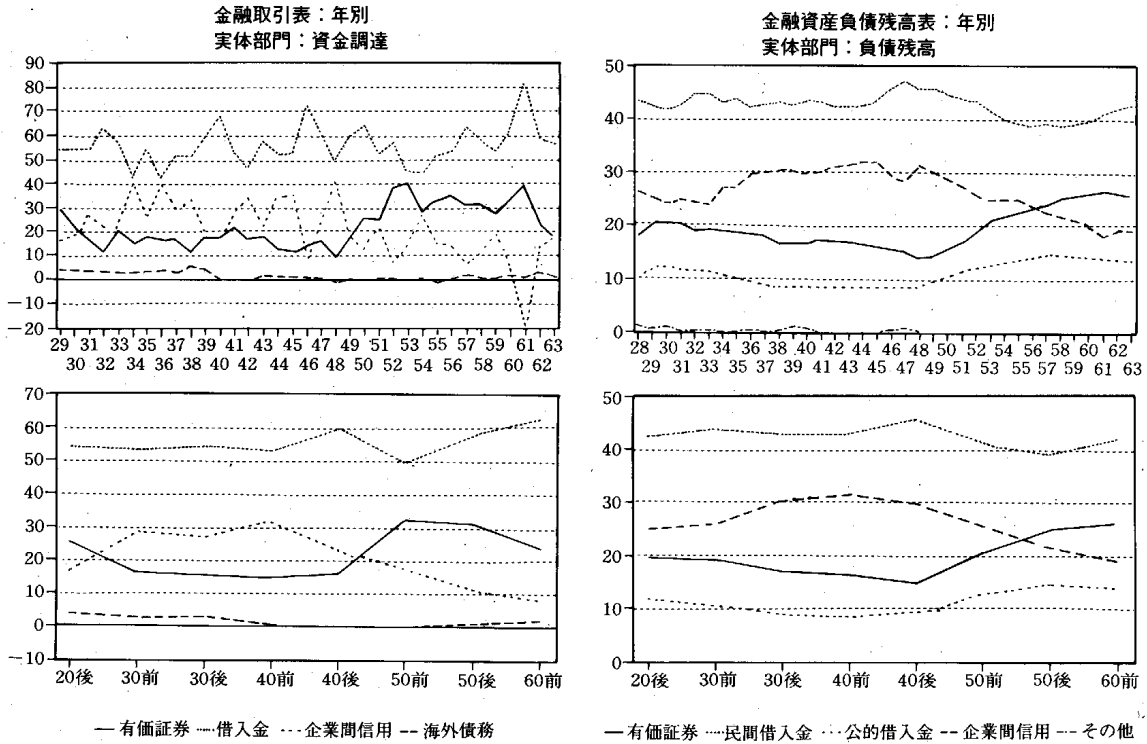 金融取引表：年別
実体部門：資金調達
90
80
70
60
50
40
30
20
10
0
−10
−20
29 31 33 35 37 39 41 43 45 47 49 51 53 55 57 59 61 63
30 32 34 36 38 40 42 44 46 48 50 52 54 56 58 60 62
70
60
50
40
30
20
10
0
−10
20後 30前 30後 40前 40後 50前 50後 60前
— 有価証券 ┈┈ 借入金 --- 企業間信用 -- 海外債務
金融資産負債残高表：年別
実体部門：負債残高
50
40
30
20
10
0
28 30 32 34 36 38 40 42 44 46 48 50 52 54 56 58 60 62
29 31 33 35 37 39 41 43 45 47 49 51 53 55 57 59 61 63
50
40
30
20
10
0
20後 30前 30後 40前 40後 50前 50後 60前
— 有価証券 ┈┈ 民間借入金 ‥‥ 公的借入金 -- 企業間信用 -·- その他